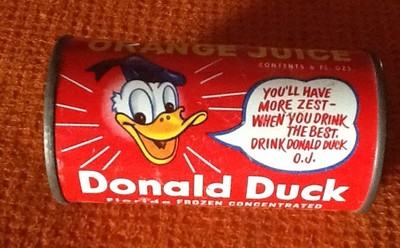 ORANGE JUICE
CONTENTS 6 FL. OZS
YOU'LL HAVE
MORE ZEST-
WHEN YOU DRINK
THE BEST.
DRINK DONALD DUCK
O.J.
Donald Duck
Florida FROZEN CONCENTRATED